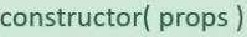 constructor( props )